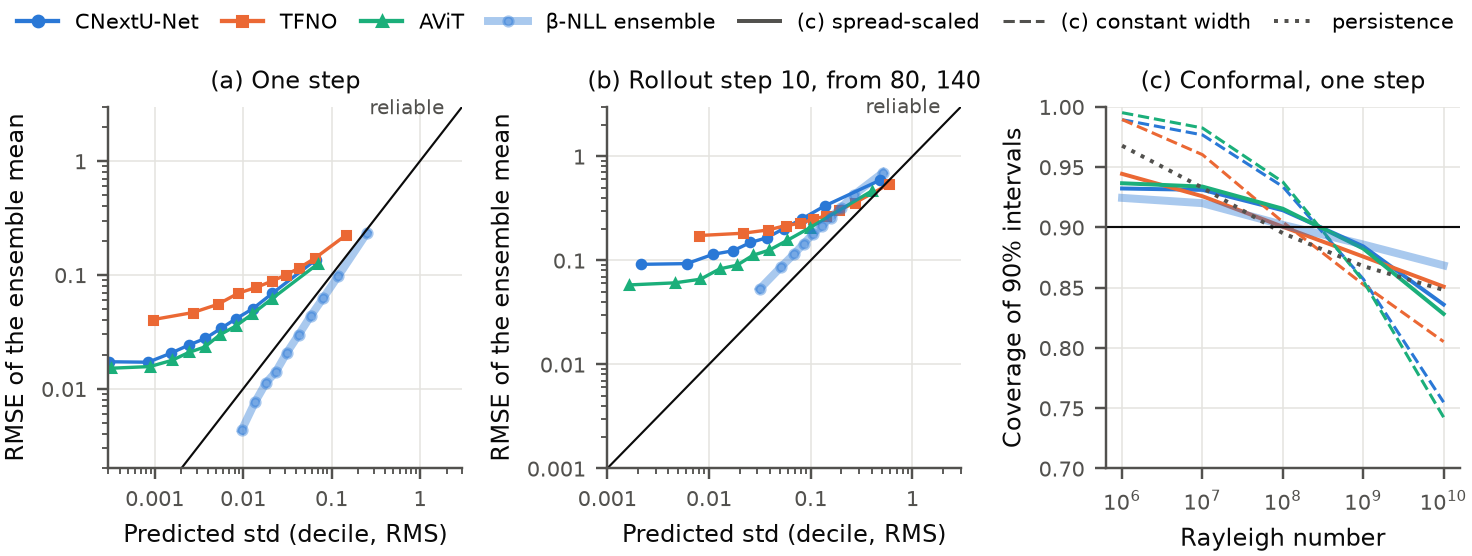 CNextU-Net TFNO AViT β-NLL ensemble (c) spread-scaled (c) constant width persistence
(a) One step
reliable
RMSE of the ensemble mean
1
0.1
0.01
0.001 0.01 0.1 1
Predicted std (decile, RMS)
(b) Rollout step 10, from 80, 140
reliable
RMSE of the ensemble mean
1
0.1
0.01
0.001
0.001 0.01 0.1 1
Predicted std (decile, RMS)
(c) Conformal, one step
Coverage of 90% intervals
1.00
0.95
0.90
0.85
0.80
0.75
0.70
10⁶ 10⁷ 10⁸ 10⁹ 10¹⁰
Rayleigh number